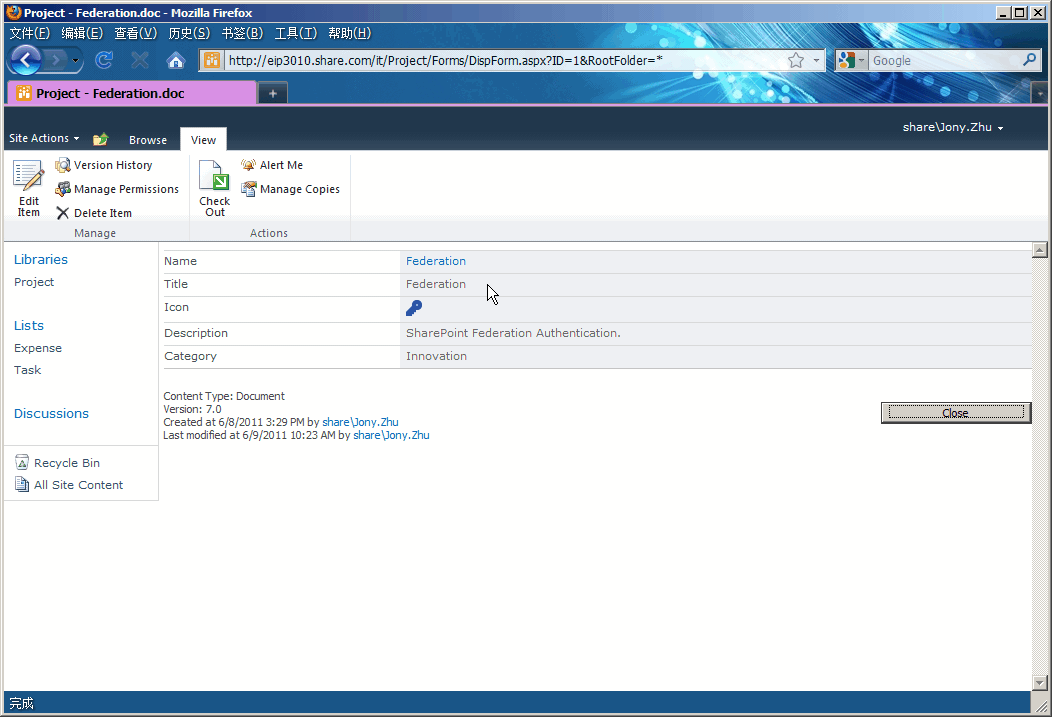 Project - Federation.doc - Mozilla Firefox
文件(F) 编辑(E) 查看(V) 历史(S) 书签(B) 工具(T) 帮助(H)
http://eip3010.share.com/it/Project/Forms/DispForm.aspx?ID=1&RootFolder=*
Google
Project - Federation.doc
+
share\Jony.Zhu
Site Actions
Browse
View
Edit Item
Version History
Manage Permissions
Delete Item
Manage
Check Out
Alert Me
Manage Copies
Actions
Libraries
Project
Lists
Expense
Task
Discussions
Recycle Bin
All Site Content
Name Federation
Title Federation
Icon
Description SharePoint Federation Authentication.
Category Innovation
Content Type: Document
Version: 7.0
Created at 6/8/2011 3:29 PM by share\Jony.Zhu
Last modified at 6/9/2011 10:23 AM by share\Jony.Zhu
Close
完成